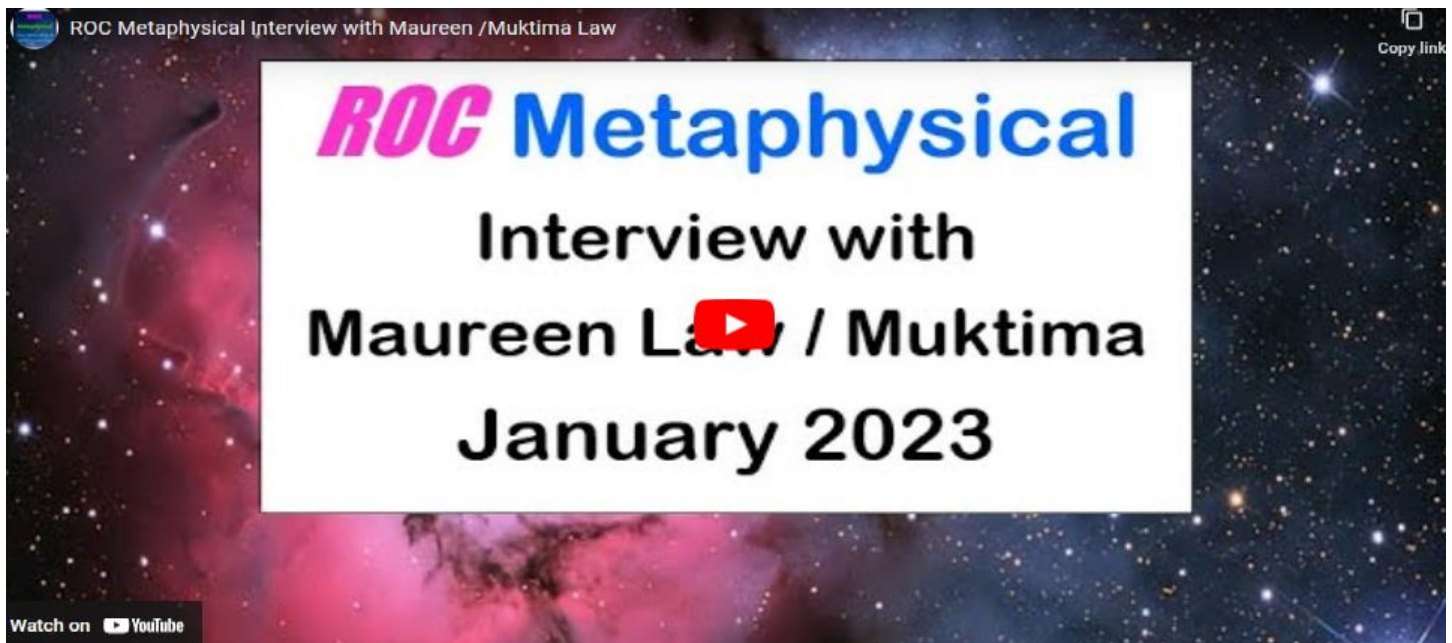 ROC Metaphysical Interview with Maureen /Muktima Law
Copy link
ROC Metaphysical
Interview with
Maureen Law / Muktima
January 2023
Watch on YouTube